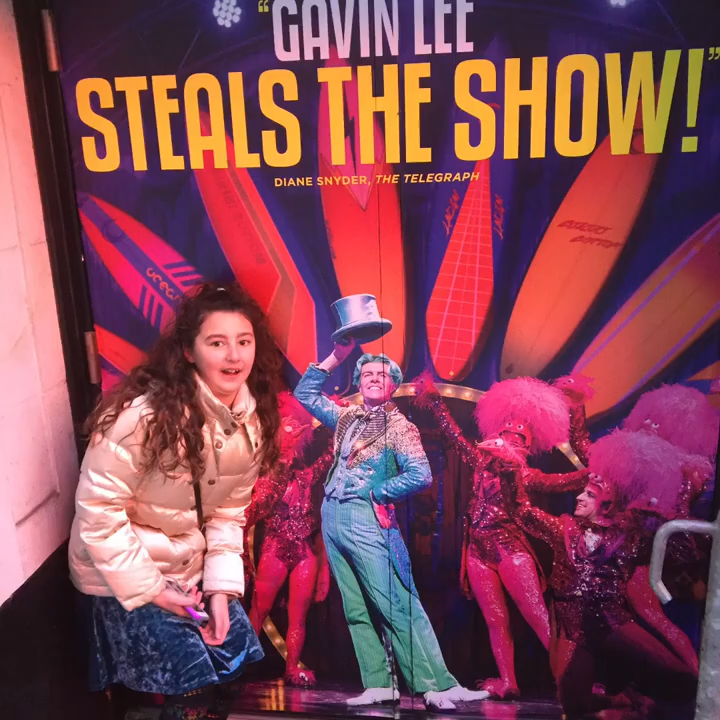 "GAVIN LEE
STEALS THE SHOW!"
DIANE SNYDER, THE TELEGRAPH